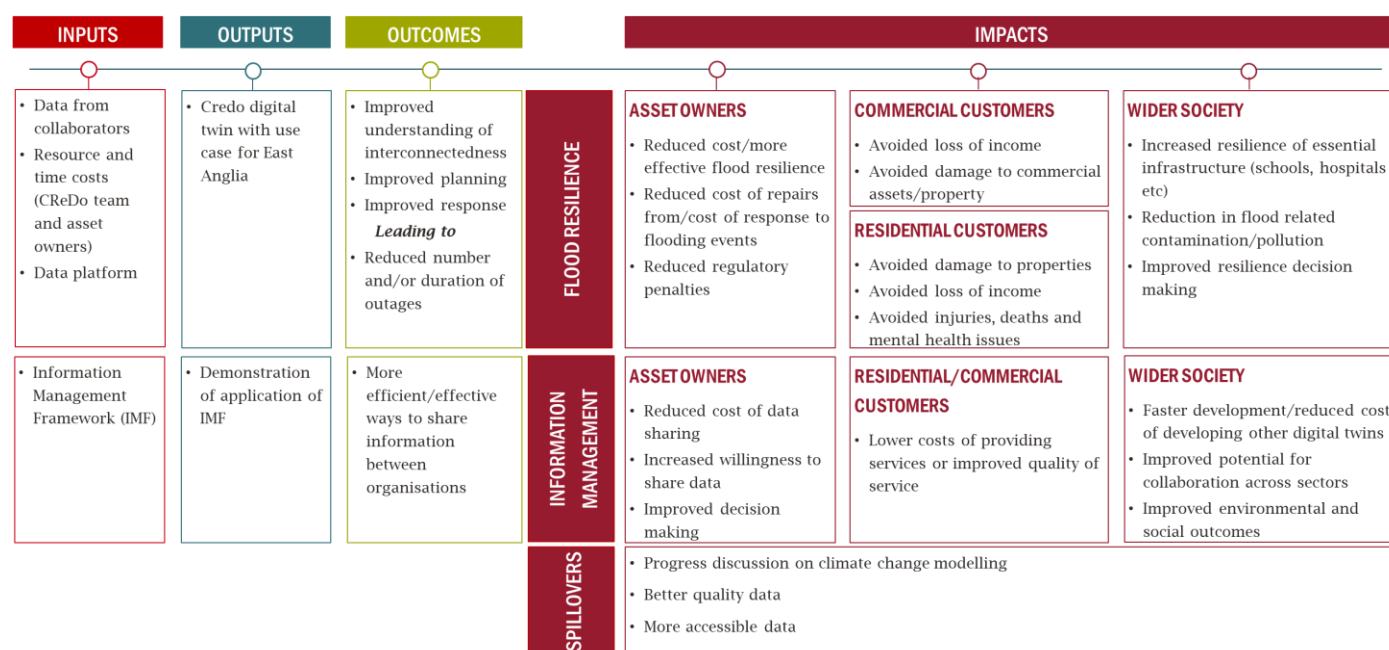 INPUTS
OUTPUTS
OUTCOMES
IMPACTS
• Data from
collaborators
• Resource and
time costs
(CReDo team
and asset
owners)
• Data platform
• Credo digital
twin with use
case for East
Anglia
• Improved
understanding of
interconnectedness
• Improved planning
• Improved response
Leading to
• Reduced number
and/or duration of
outages
FLOOD RESILIENCE
ASSET OWNERS
• Reduced cost/more
effective flood resilience
• Reduced cost of repairs
from/cost of response to
flooding events
• Reduced regulatory
penalties
COMMERCIAL CUSTOMERS
• Avoided loss of income
• Avoided damage to commercial
assets/property
RESIDENTIAL CUSTOMERS
• Avoided damage to properties
• Avoided loss of income
• Avoided injuries, deaths and
mental health issues
WIDER SOCIETY
• Increased resilience of essential
infrastructure (schools, hospitals
etc)
• Reduction in flood related
contamination/pollution
• Improved resilience decision
making
• Information
Management
Framework (IMF)
• Demonstration
of application of
IMF
• More
efficient/effective
ways to share
information
between
organisations
INFORMATION
MANAGEMENT
ASSET OWNERS
• Reduced cost of data
sharing
• Increased willingness to
share data
• Improved decision
making
RESIDENTIAL/COMMERCIAL
CUSTOMERS
• Lower costs of providing
services or improved quality of
service
WIDER SOCIETY
• Faster development/reduced cost
of developing other digital twins
• Improved potential for
collaboration across sectors
• Improved environmental and
social outcomes
SPILLOVERS
• Progress discussion on climate change modelling
• Better quality data
• More accessible data